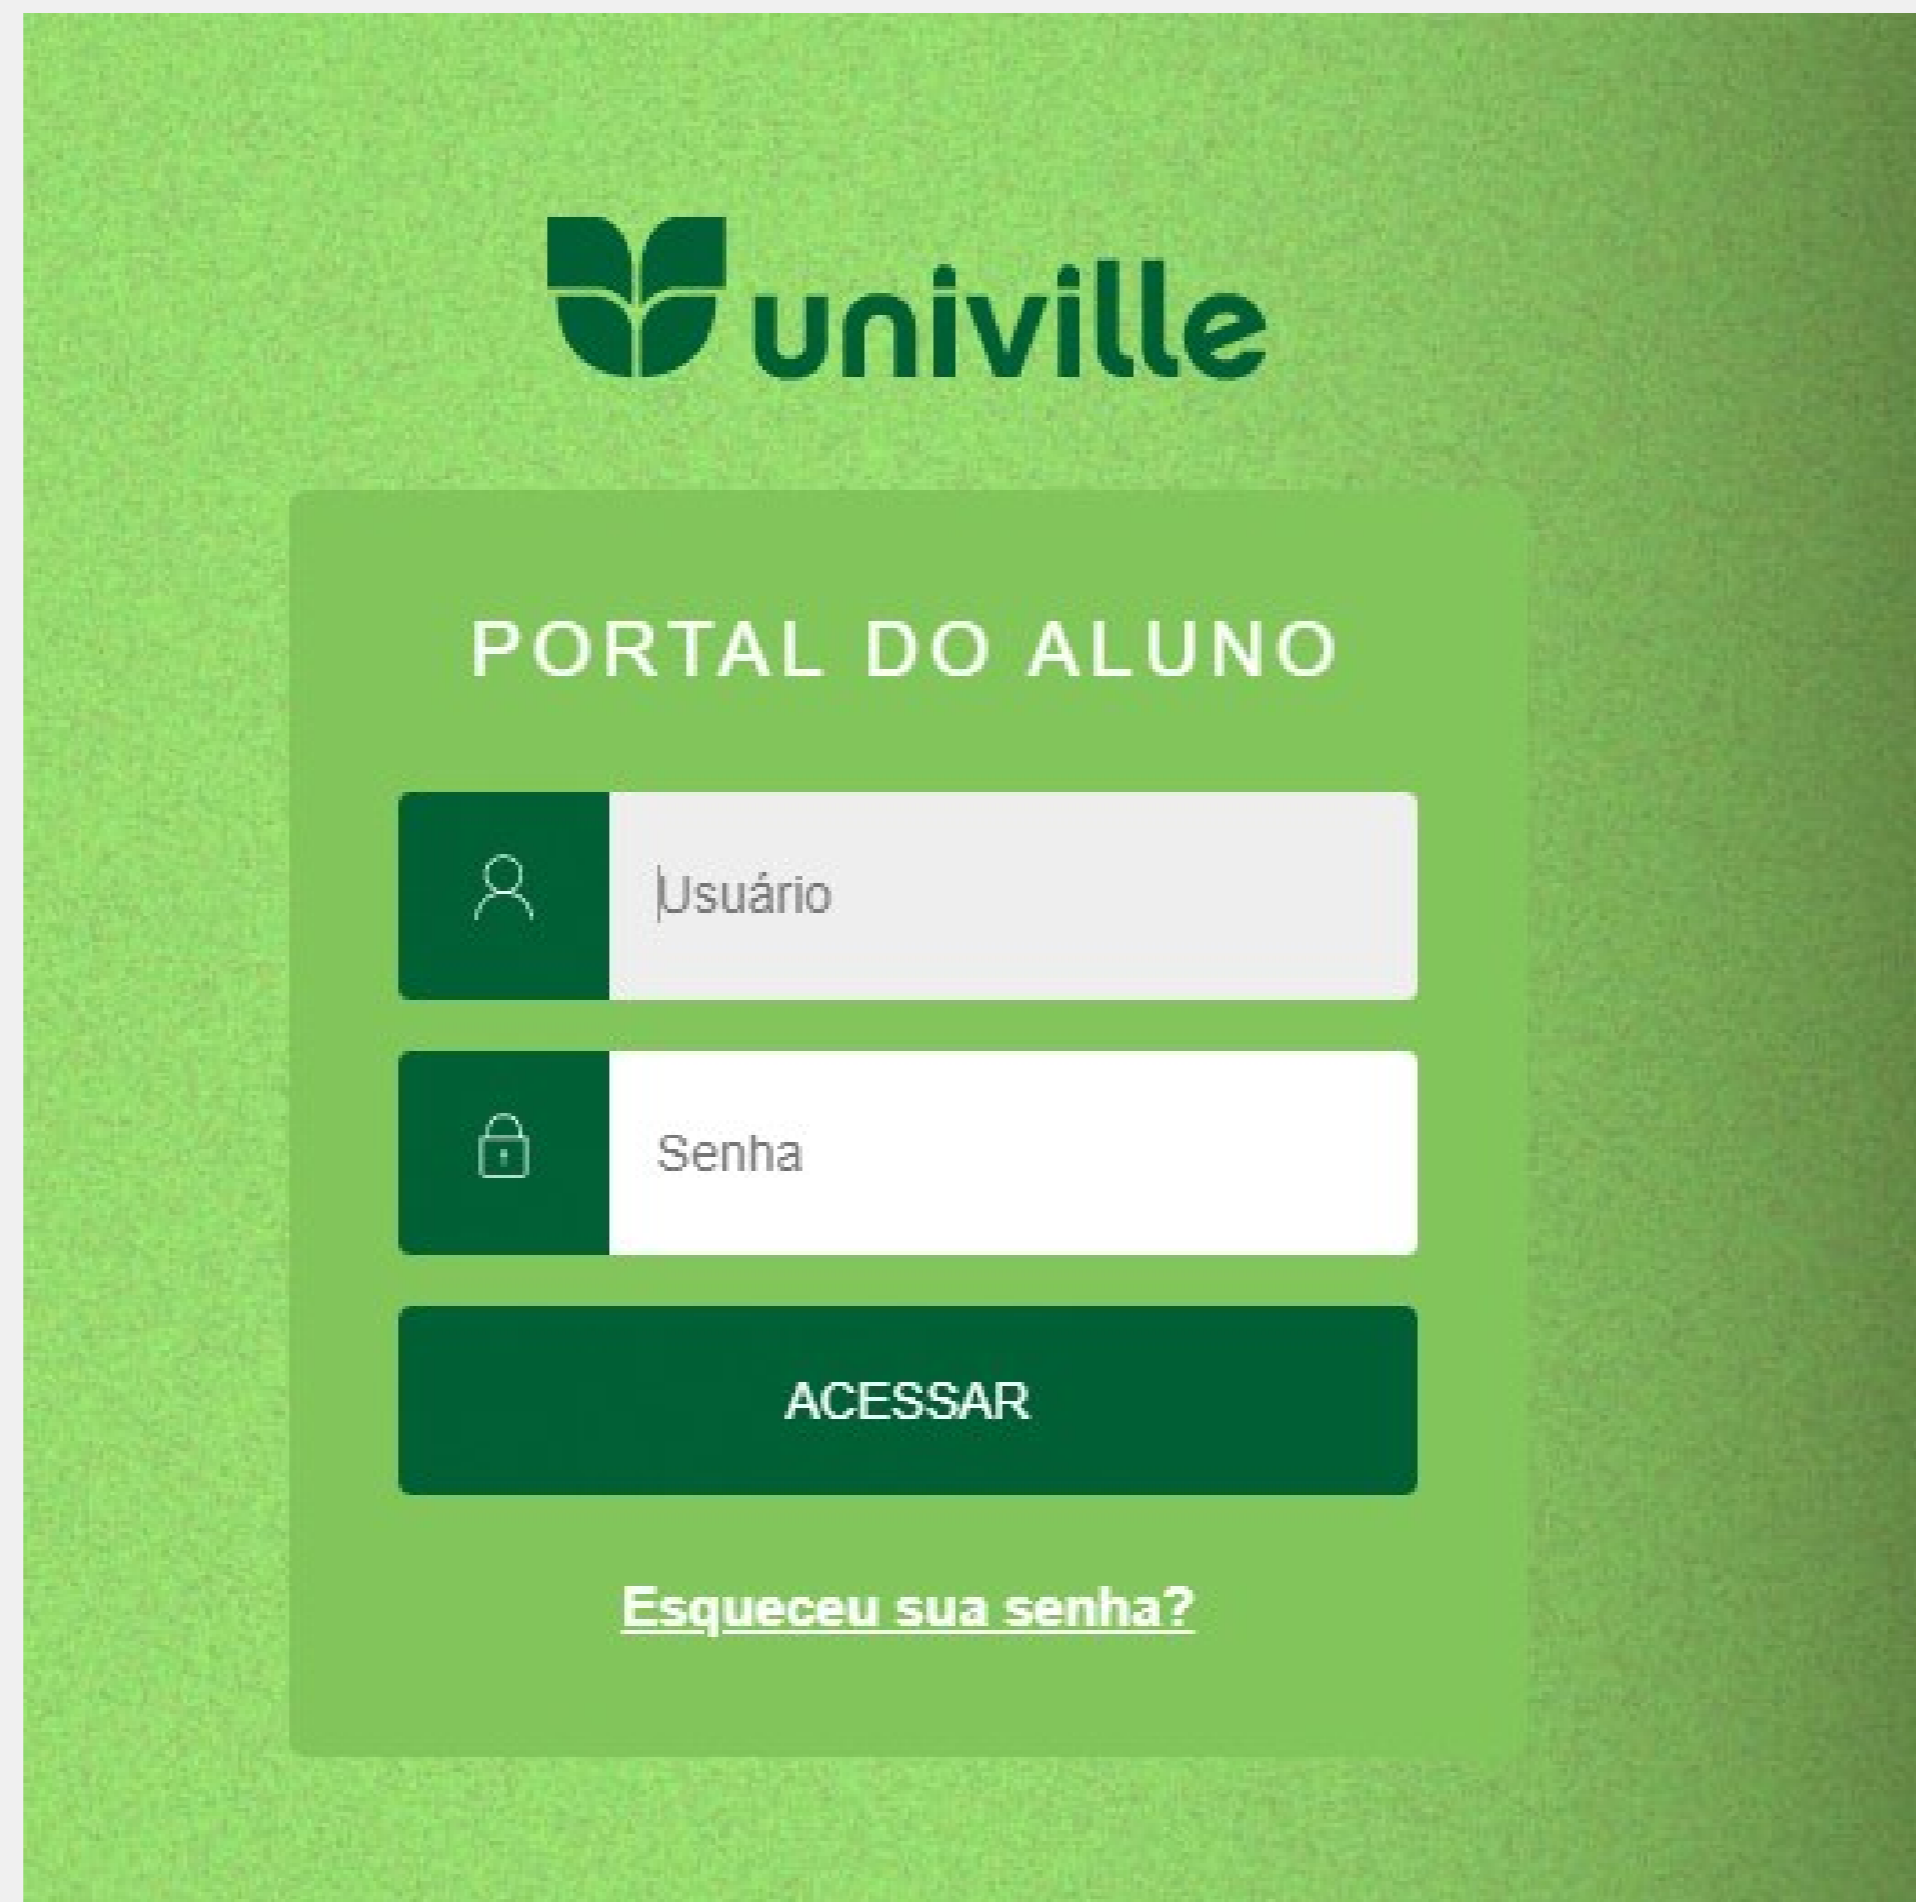 univille
PORTAL DO ALUNO
Usuário
Senha
ACESSAR
Esqueceu sua senha?